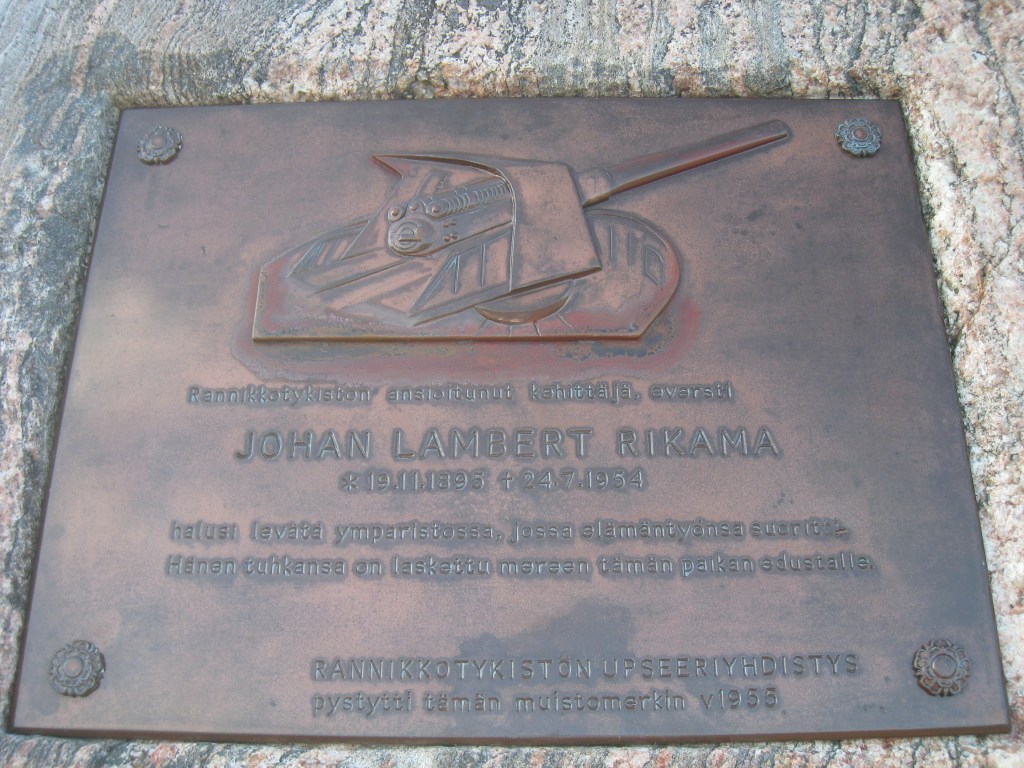 Rannikkotykistön ansioitunut kehittäjä, eversti
JOHAN LAMBERT RIKAMA
* 19.11.1895 † 24.7.1954
halusi levätä ympäristössä, jossa elämäntyönsä suoritti.
Hänen tuhkansa on laskettu mereen tämän paikan edustalle.
RANNIKKOTYKISTÖN UPSEERIYHDISTYS
pystytti tämän muistomerkin v 1955